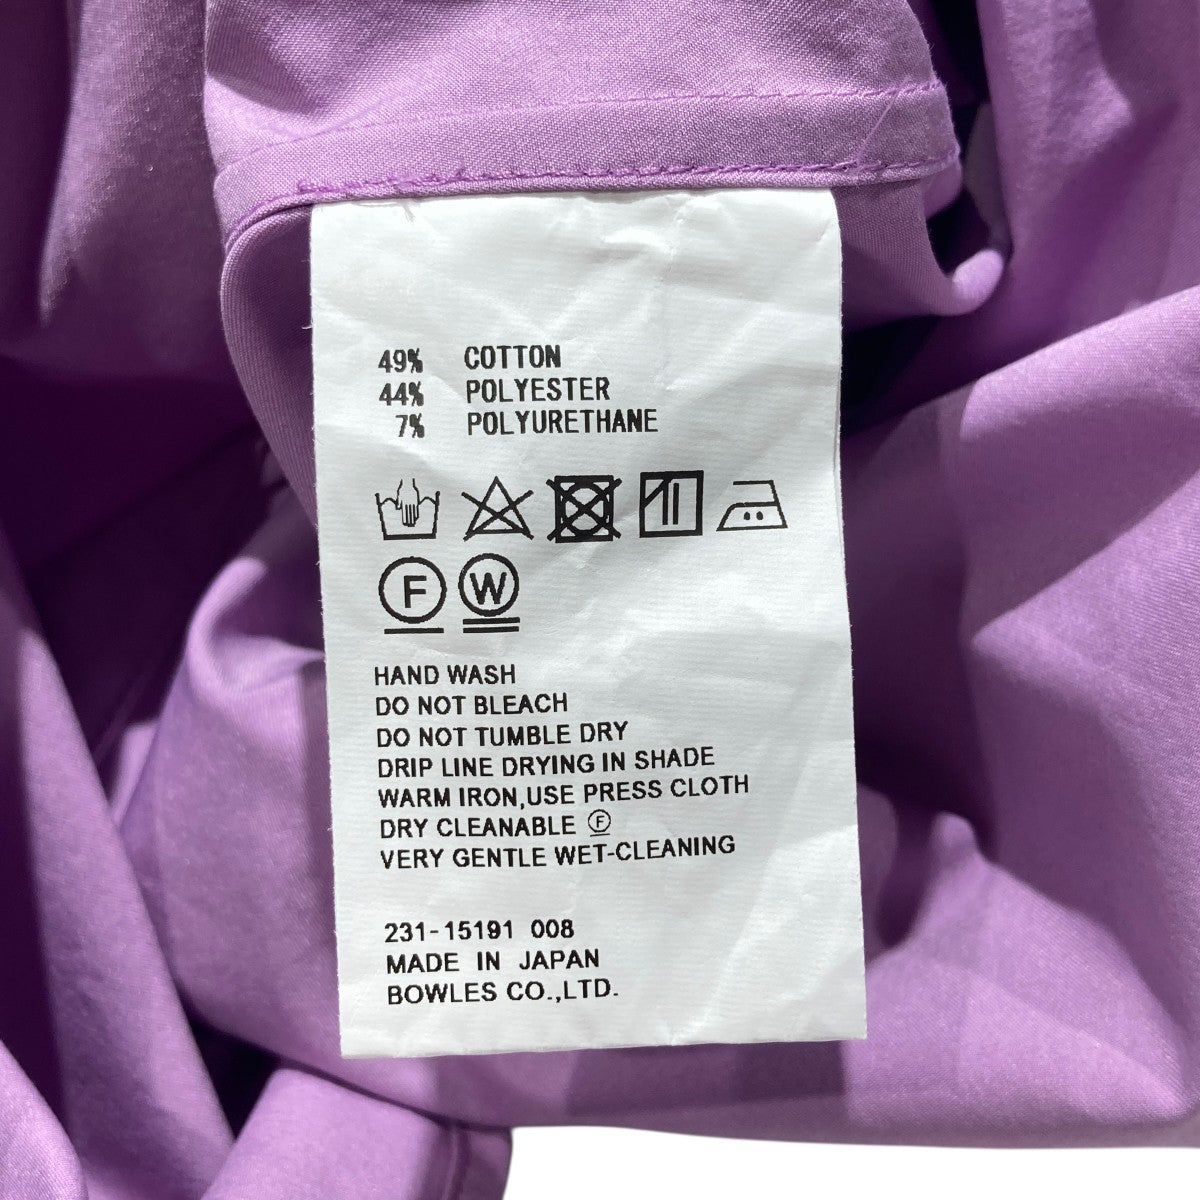 49% COTTON
44% POLYESTER
7% POLYURETHANE
F W
HAND WASH
DO NOT BLEACH
DO NOT TUMBLE DRY
DRIP LINE DRYING IN SHADE
WARM IRON,USE PRESS CLOTH
DRY CLEANABLE Ⓕ
VERY GENTLE WET-CLEANING
231-15191 008
MADE IN JAPAN
BOWLES CO.,LTD.